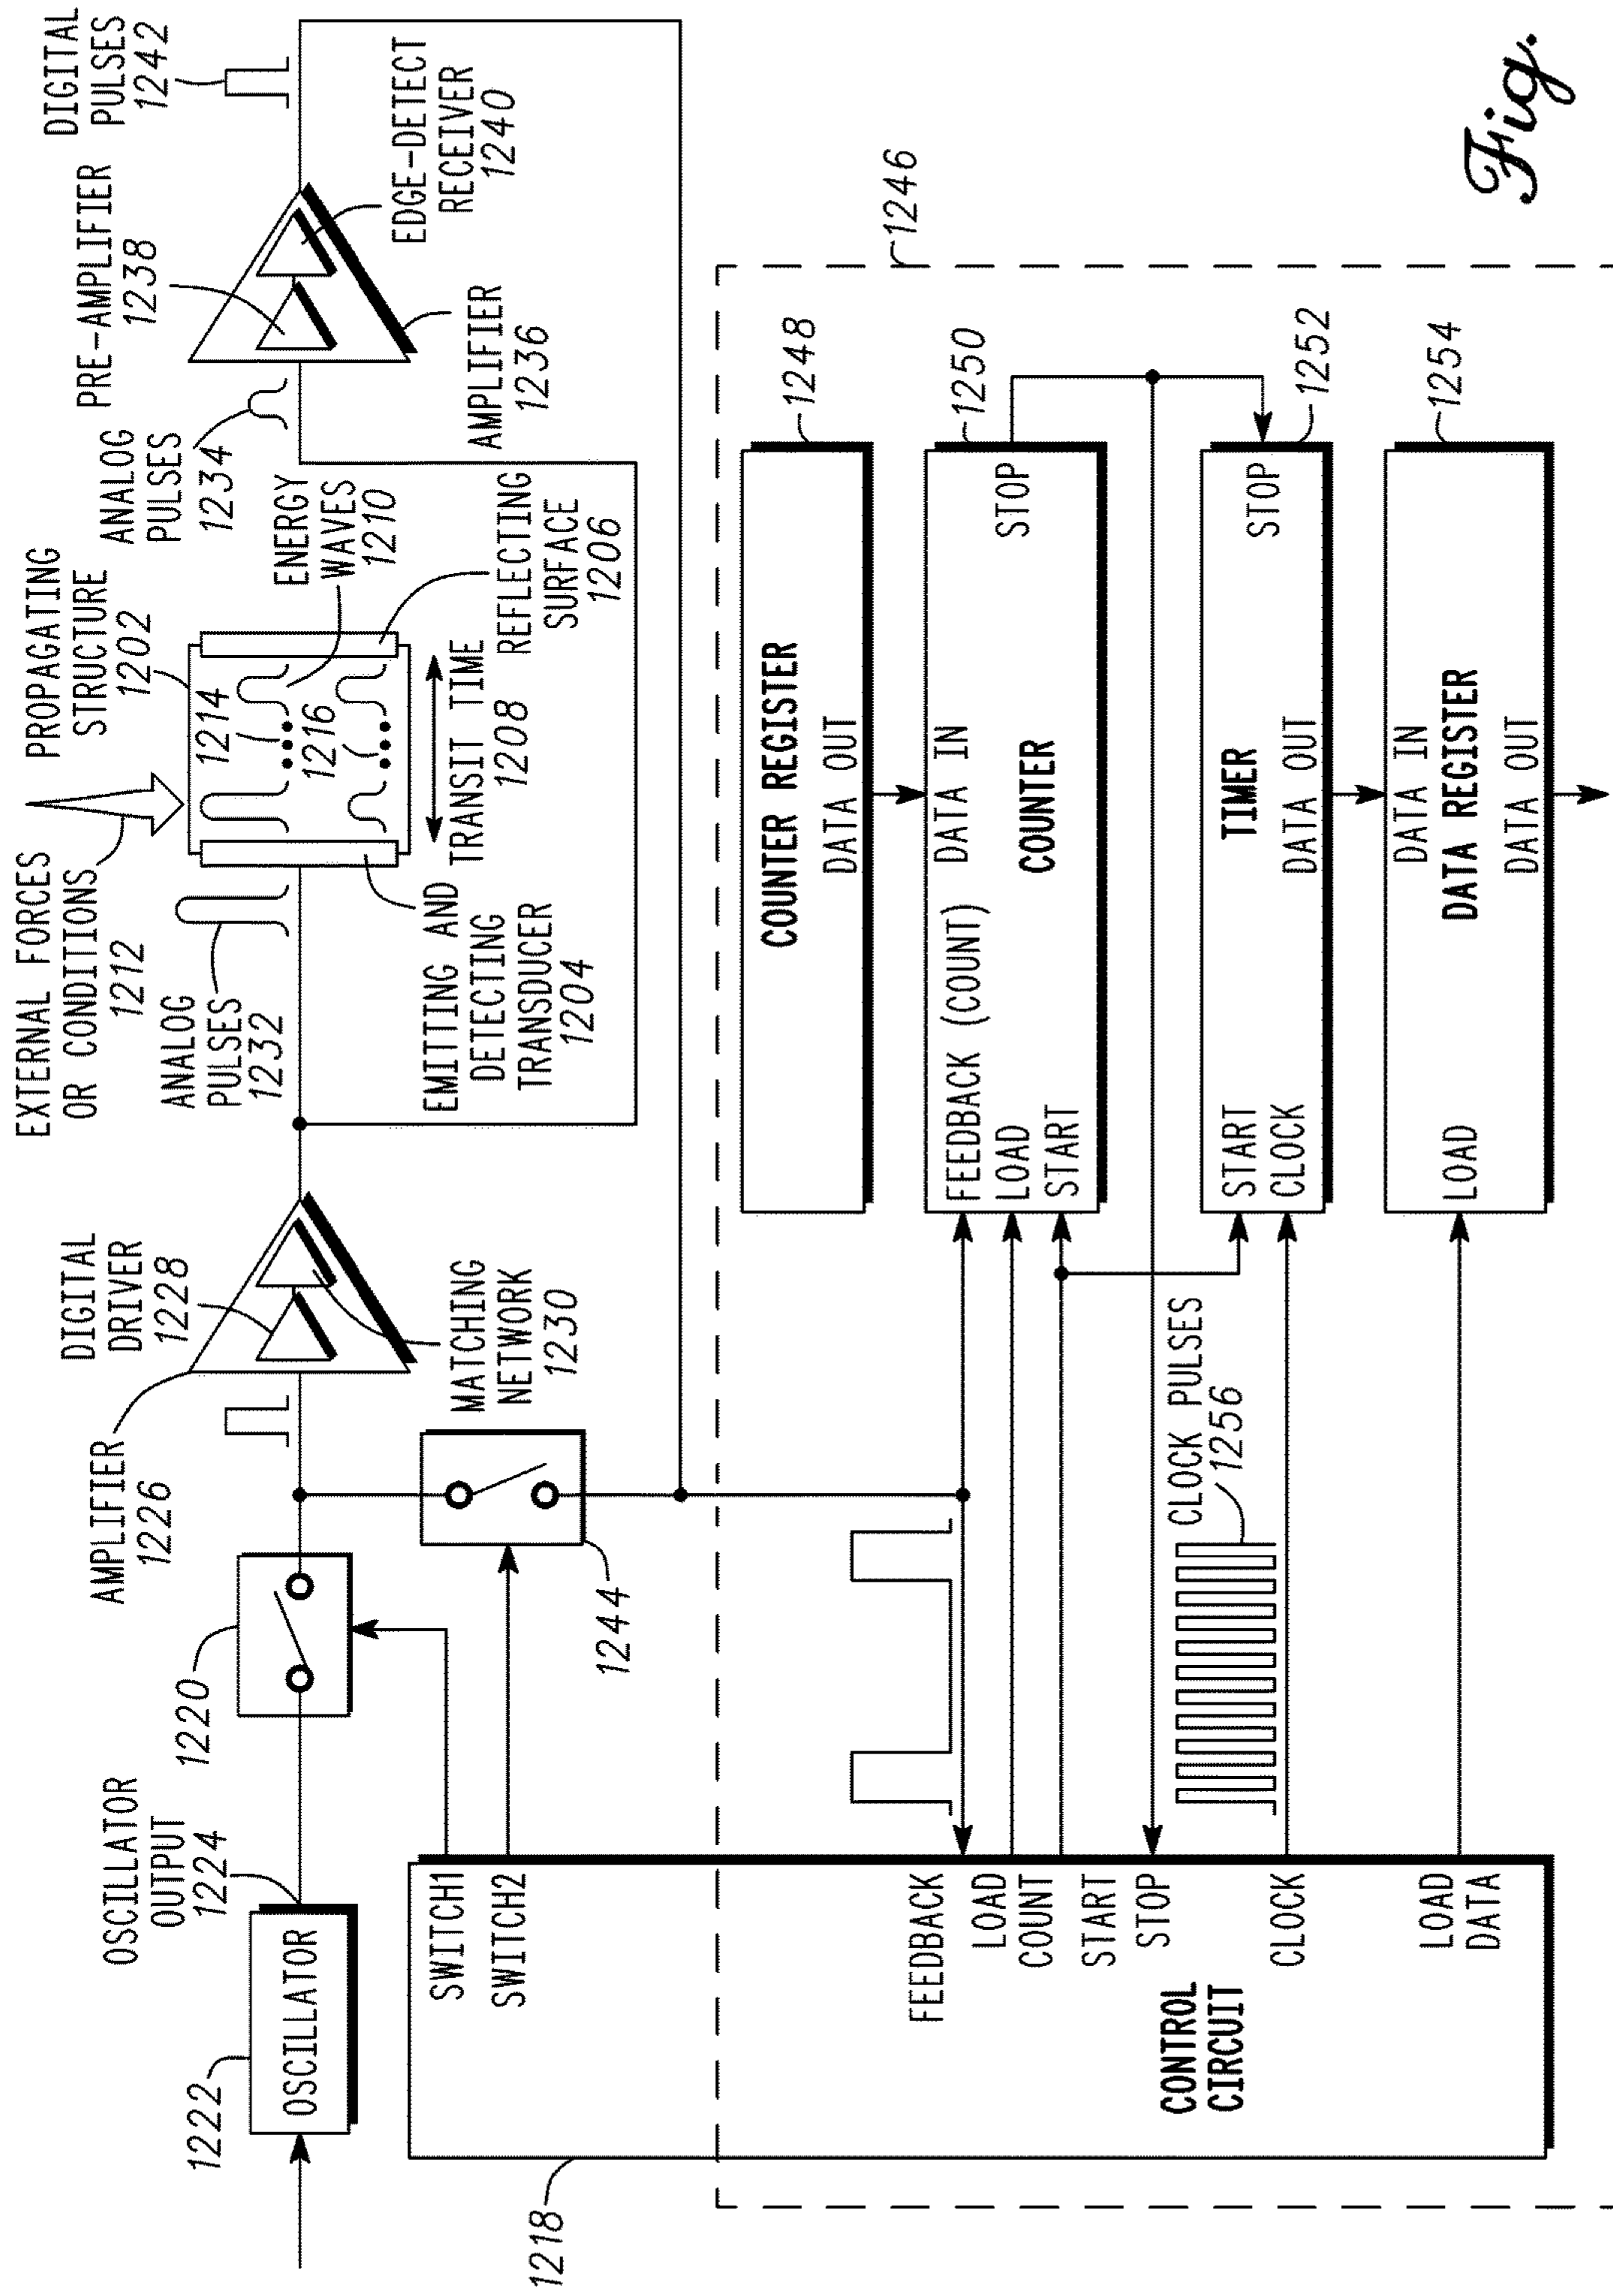 EXTERNAL FORCES
OR CONDITIONS
1212
PROPAGATING
STRUCTURE
1202
ANALOG
PULSES
1232
1214
1216
ENERGY
WAVES
1210
ANALOG
PULSES
1234
PRE-AMPLIFIER
1238
DIGITAL
PULSES
1242
EDGE-DETECT
RECEIVER
1240
AMPLIFIER
1236
REFLECTING
SURFACE
1206
TRANSIT TIME
1208
EMITTING AND
DETECTING
TRANSDUCER
1204
DIGITAL
DRIVER
1228
AMPLIFIER
1226
MATCHING
NETWORK
1230
1220
1244
OSCILLATOR
OUTPUT
1224
1222
OSCILLATOR
1218
SWITCH1
SWITCH2
FEEDBACK
LOAD
COUNT
START
STOP
CLOCK
LOAD
DATA
CONTROL
CIRCUIT
CLOCK PULSES
1256
1246
COUNTER REGISTER
DATA OUT
1248
FEEDBACK (COUNT)
DATA IN
LOAD
START
COUNTER
STOP
1250
START
CLOCK
TIMER
DATA OUT
STOP
1252
DATA IN
LOAD
DATA REGISTER
DATA OUT
1254
Fig.